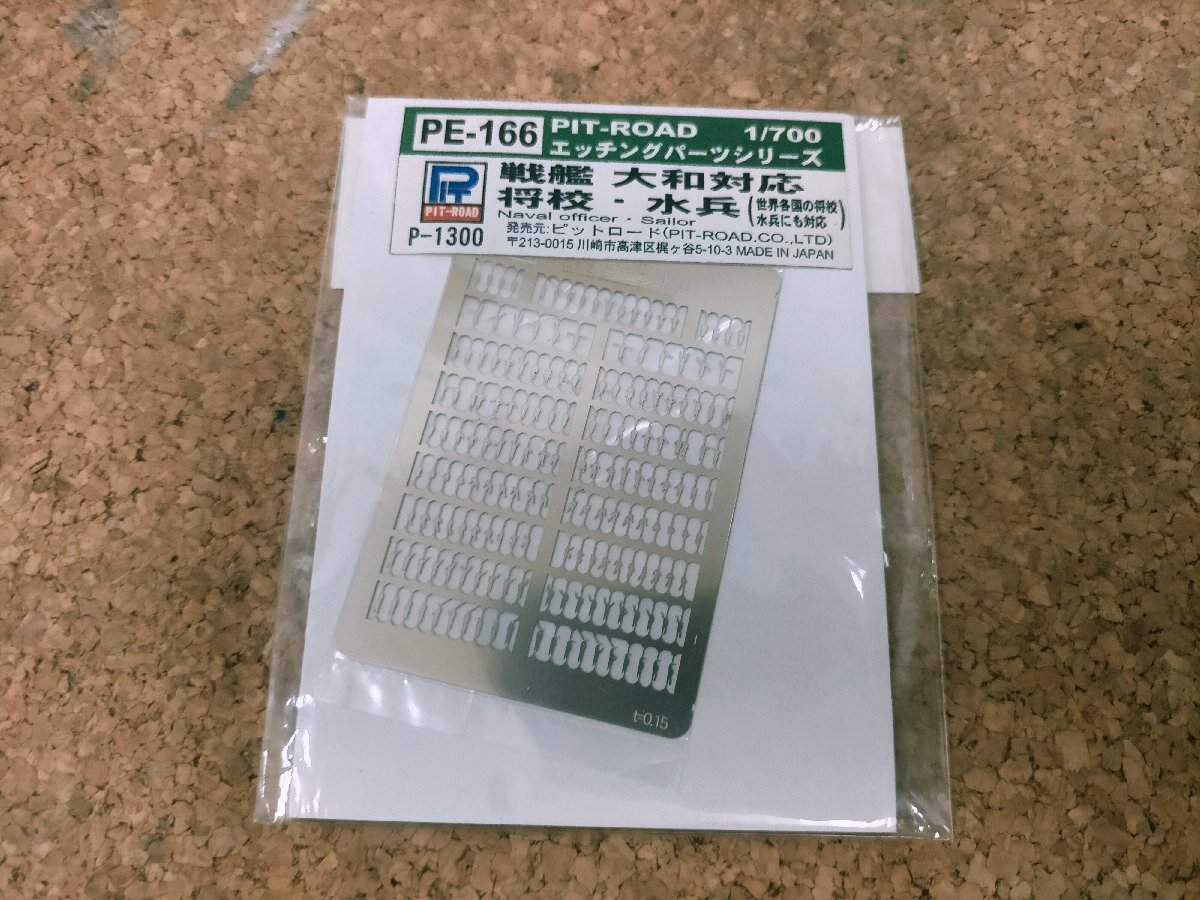 PE-166
PIT-ROAD 1/700
エッチングパーツシリーズ
PIT
PIT-ROAD
P-1300
戦艦 大和対応
将校・水兵(世界各国の将校
水兵にも対応)
Naval officer・Sailor
発売元:ピットロード(PIT-ROAD.CO.,LTD)
〒213-0015 川崎市高津区梶ヶ谷5-10-3 MADE IN JAPAN
t=0.15